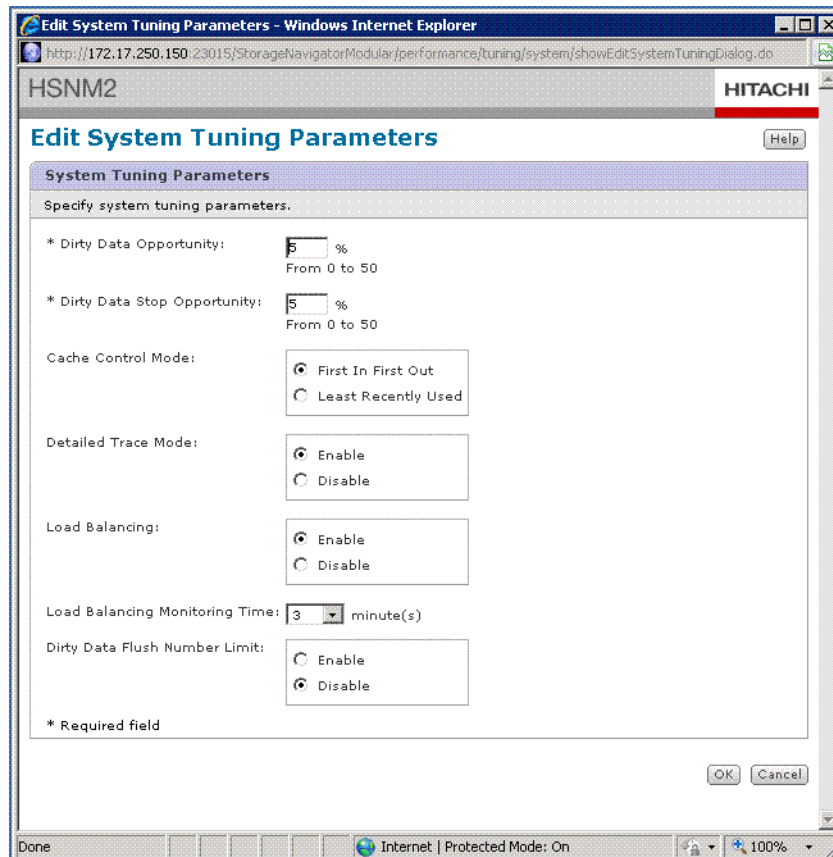 Edit System Tuning Parameters - Windows Internet Explorer
http://172.17.250.150:23015/StorageNavigatorModular/performance/tuning/system/showEditSystemTuningDialog.do
HSNM2
HITACHI
Edit System Tuning Parameters
Help
System Tuning Parameters
Specify system tuning parameters.
* Dirty Data Opportunity:
5 %
From 0 to 50
* Dirty Data Stop Opportunity:
5 %
From 0 to 50
Cache Control Mode:
First In First Out
Least Recently Used
Detailed Trace Mode:
Enable
Disable
Load Balancing:
Enable
Disable
Load Balancing Monitoring Time: 3 minute(s)
Dirty Data Flush Number Limit:
Enable
Disable
* Required field
OK Cancel
Done Internet | Protected Mode: On 100%